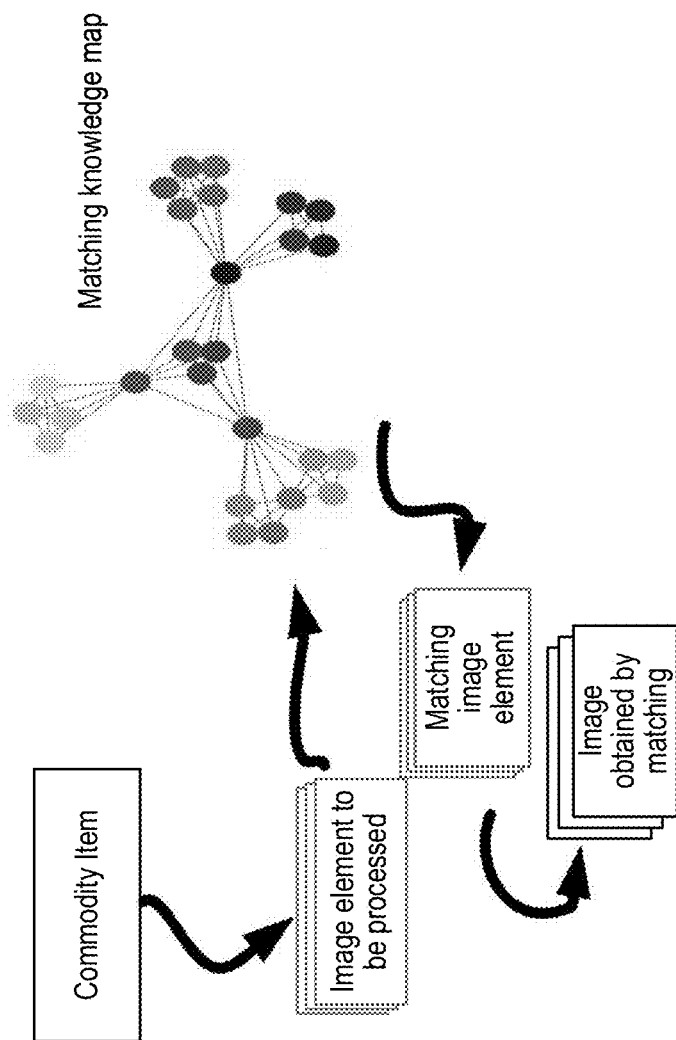 Commodity Item
Image element to
be processed
Matching knowledge map
Matching
image
element
Image
obtained by
matching